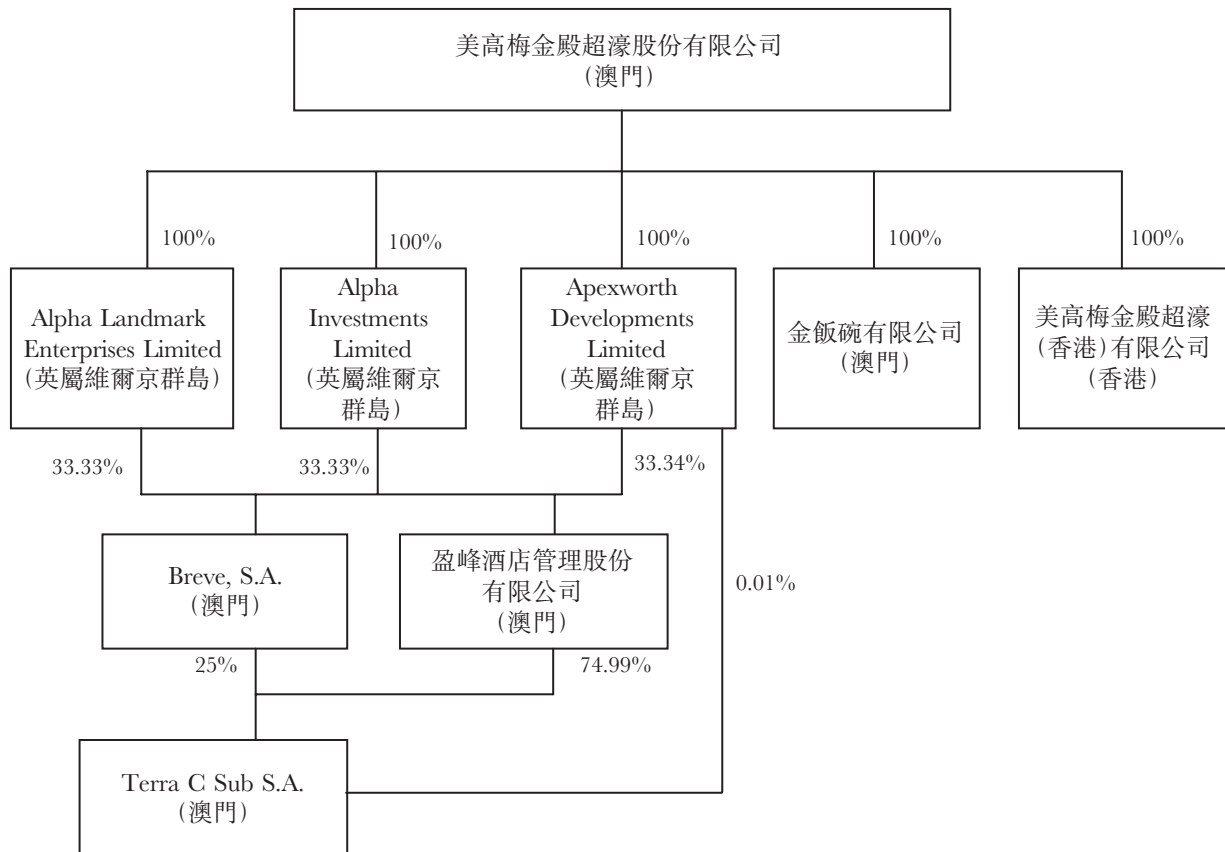 美高梅金殿超濠股份有限公司
(澳門)
100%
100%
100%
100%
100%
Alpha Landmark
Enterprises Limited
(英屬維爾京群島)
Alpha
Investments
Limited
(英屬維爾京
群島)
Apexworth
Developments
Limited
(英屬維爾京
群島)
金飯碗有限公司
(澳門)
美高梅金殿超濠
(香港)有限公司
(香港)
33.33%
33.33%
33.34%
Breve, S.A.
(澳門)
盈峰酒店管理股份
有限公司
(澳門)
0.01%
25%
74.99%
Terra C Sub S.A.
(澳門)